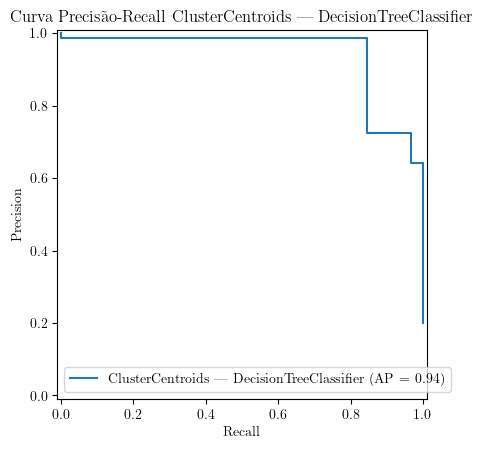 Curva Precisão-Recall ClusterCentroids — DecisionTreeClassifier
1.0
0.8
0.6
0.4
0.2
0.0
Precision
ClusterCentroids — DecisionTreeClassifier (AP = 0.94)
0.0 0.2 0.4 0.6 0.8 1.0
Recall